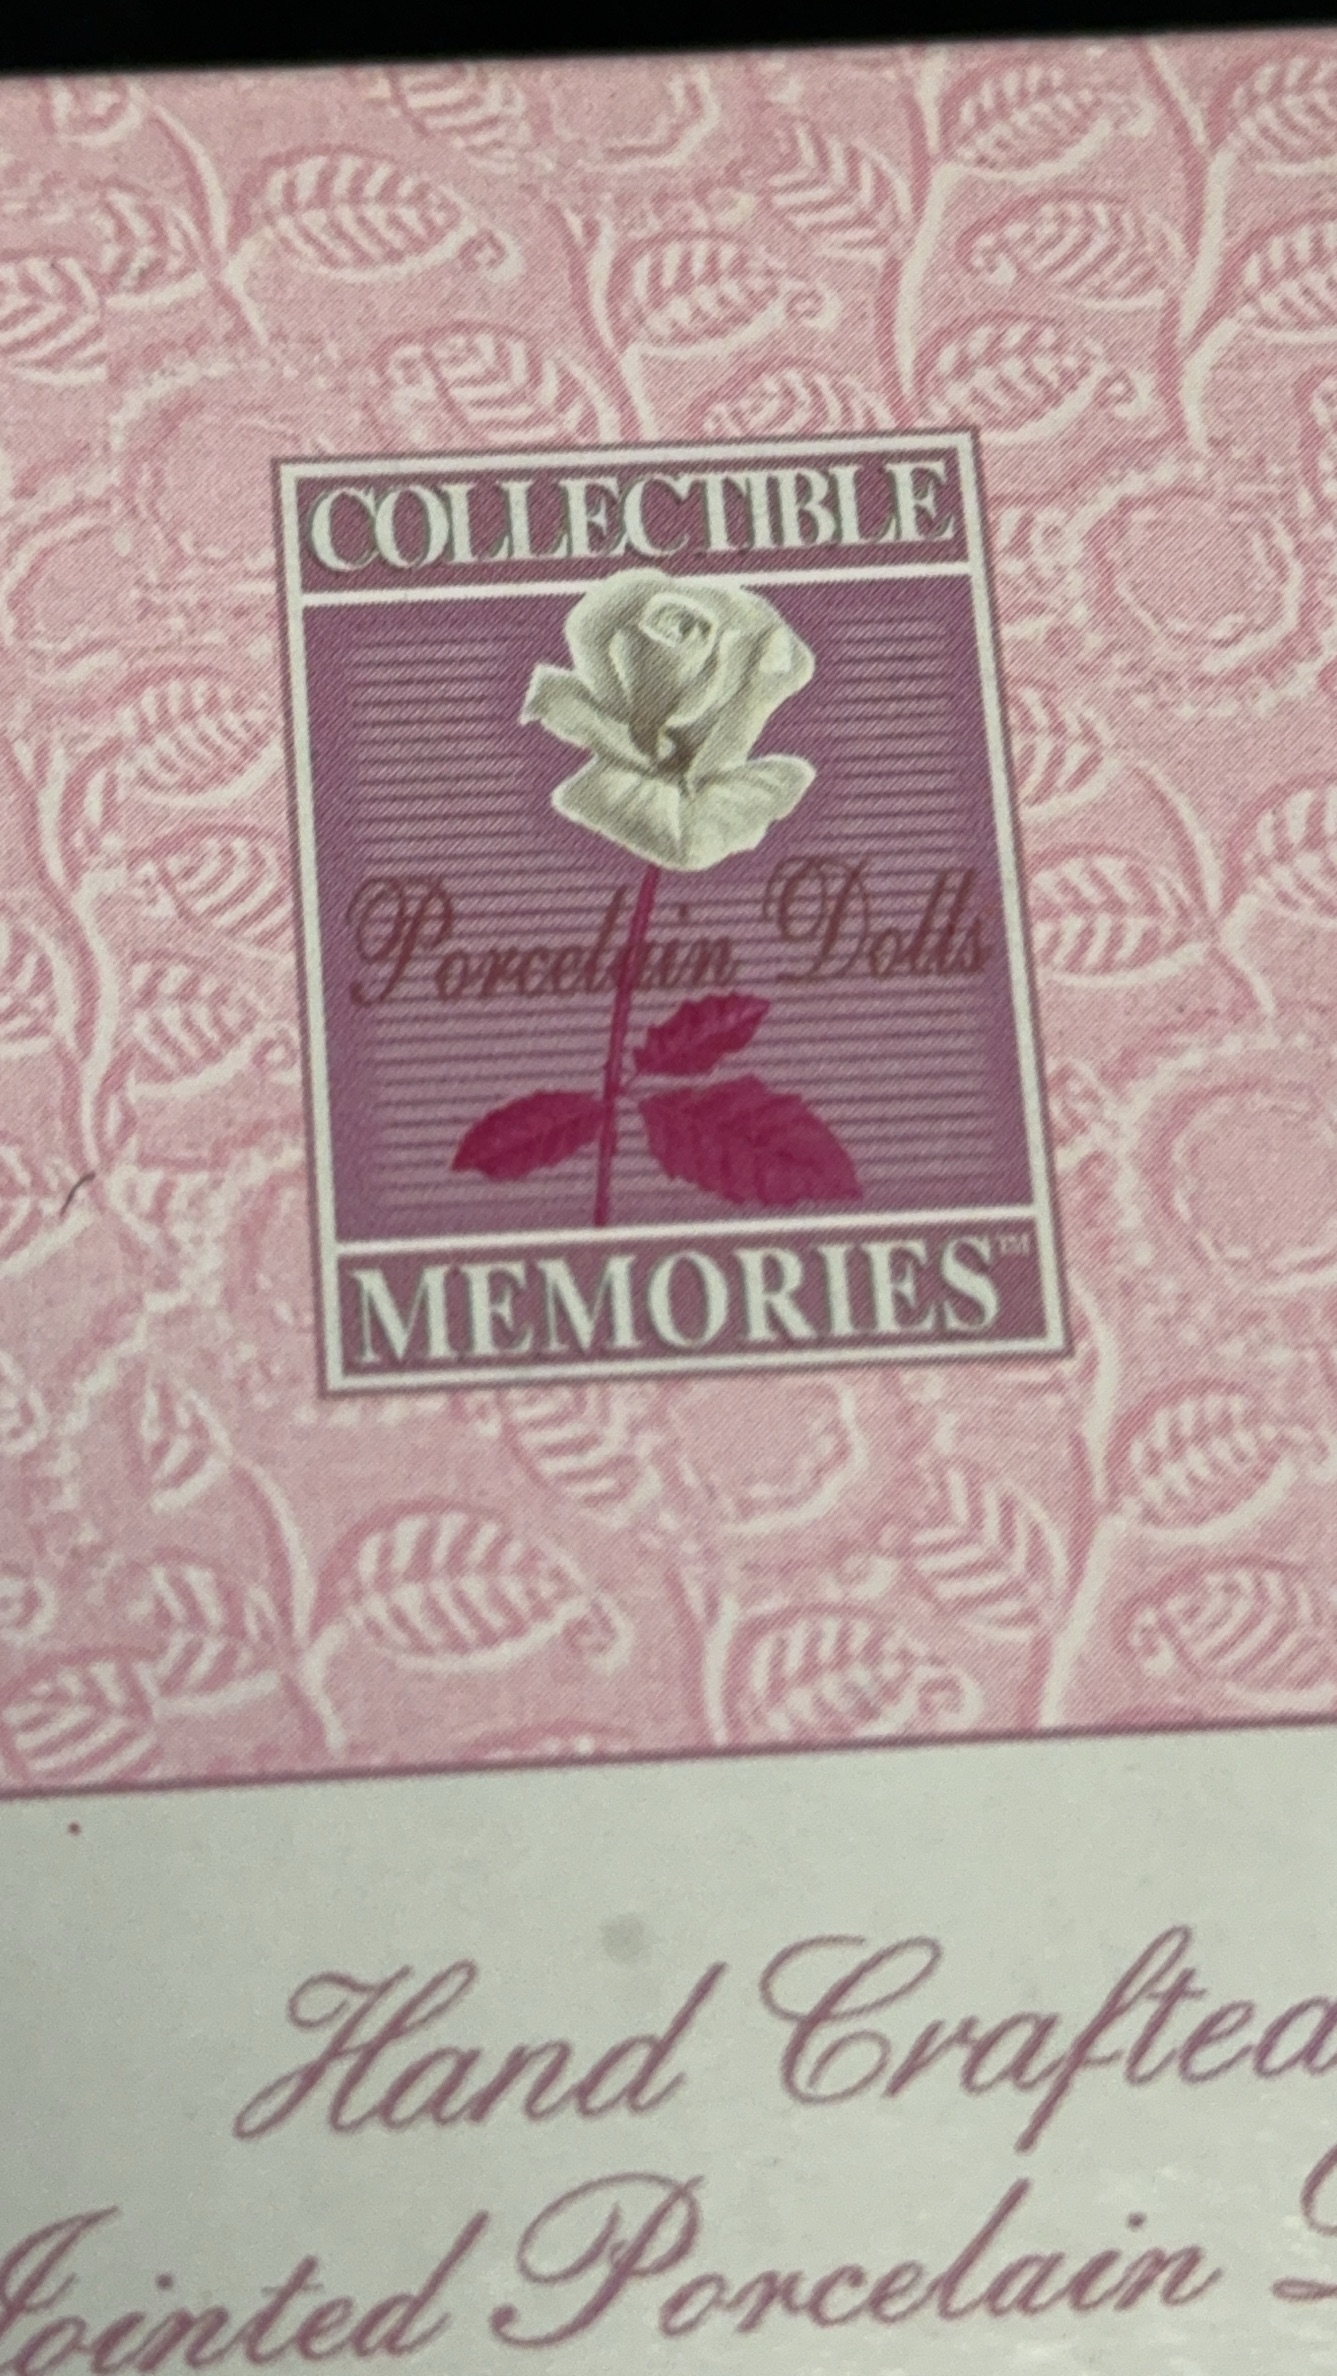 COLLECTIBLE
Porcelain Dolls
MEMORIES™
Hand Crafted
Jointed Porcelain